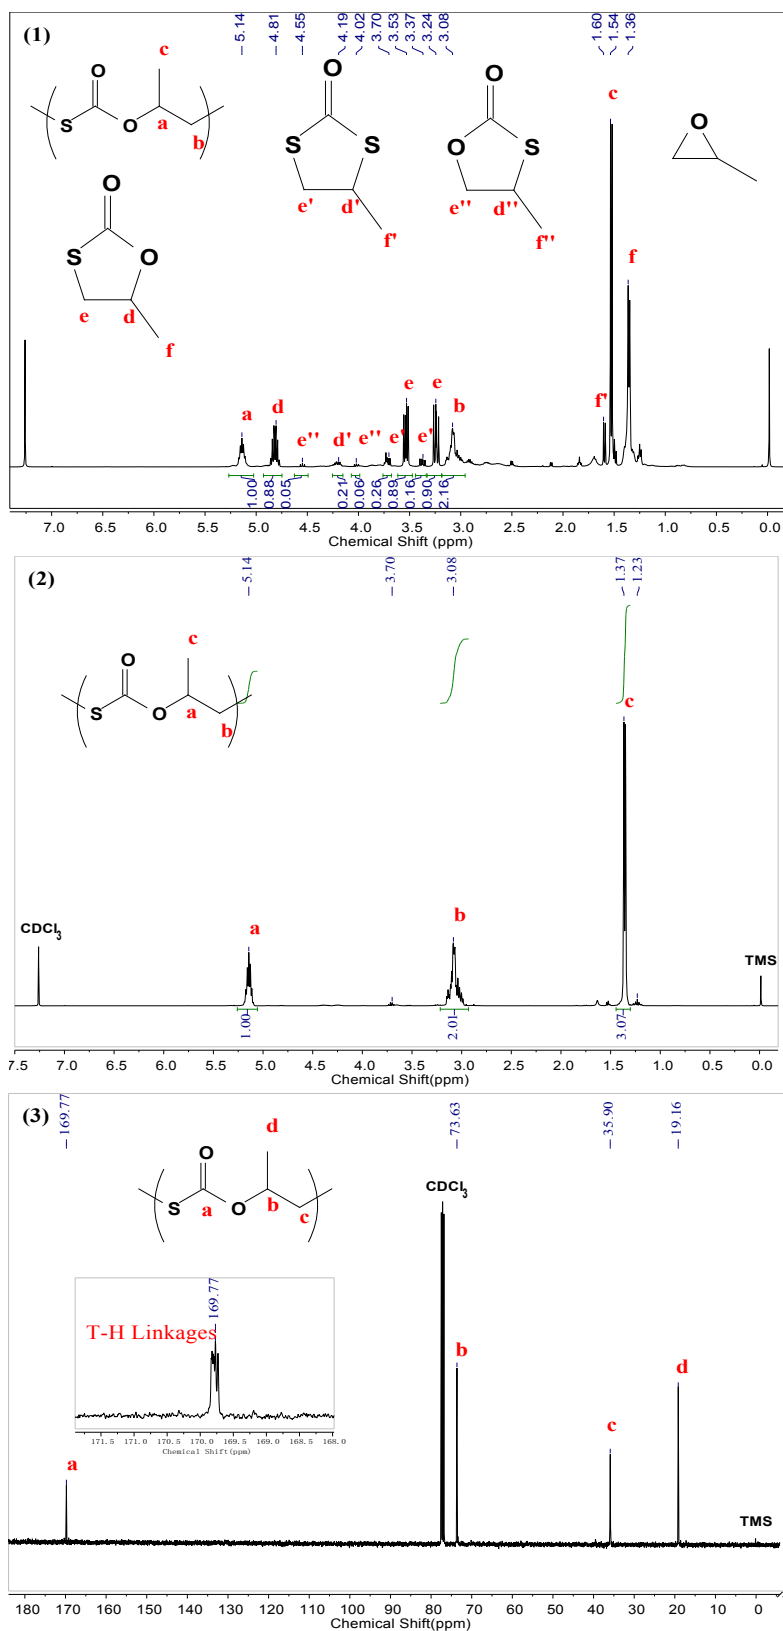 (1)
5.14 4.81 4.55 4.19 4.02 3.70 3.53 3.37 3.24 3.08 1.60 1.54 1.36
c
O
S O
a
b
O
S S
e' d'
f'
O
O S
e'' d''
f''
O
O
S O
e d
f
c
f
a d e'' d' e'' e' e e' e b f'
1.00 0.88 0.05 0.21 0.06 0.26 0.89 0.16 0.90 2.16
7.0 6.5 6.0 5.5 5.0 4.5 4.0 3.5 3.0 2.5 2.0 1.5 1.0 0.5 0.0
Chemical Shift (ppm)
(2)
5.14 3.70 3.08 1.37 1.23
c
O
S O
a
b
c
CDCl3
a
b
TMS
1.00 2.01 3.07
7.5 7.0 6.5 6.0 5.5 5.0 4.5 4.0 3.5 3.0 2.5 2.0 1.5 1.0 0.5 0.0
Chemical Shift(ppm)
(3)
169.77 73.63 35.90 19.16
d
O
S O
a b c
CDCl3
169.77
T-H Linkages
171.5 171.0 170.5 170.0 169.5 169.0 168.5 168.0
Chemical Shift(ppm)
a
b
c
d
TMS
180 170 160 150 140 130 120 110 100 90 80 70 60 50 40 30 20 10 0
Chemical Shift(ppm)